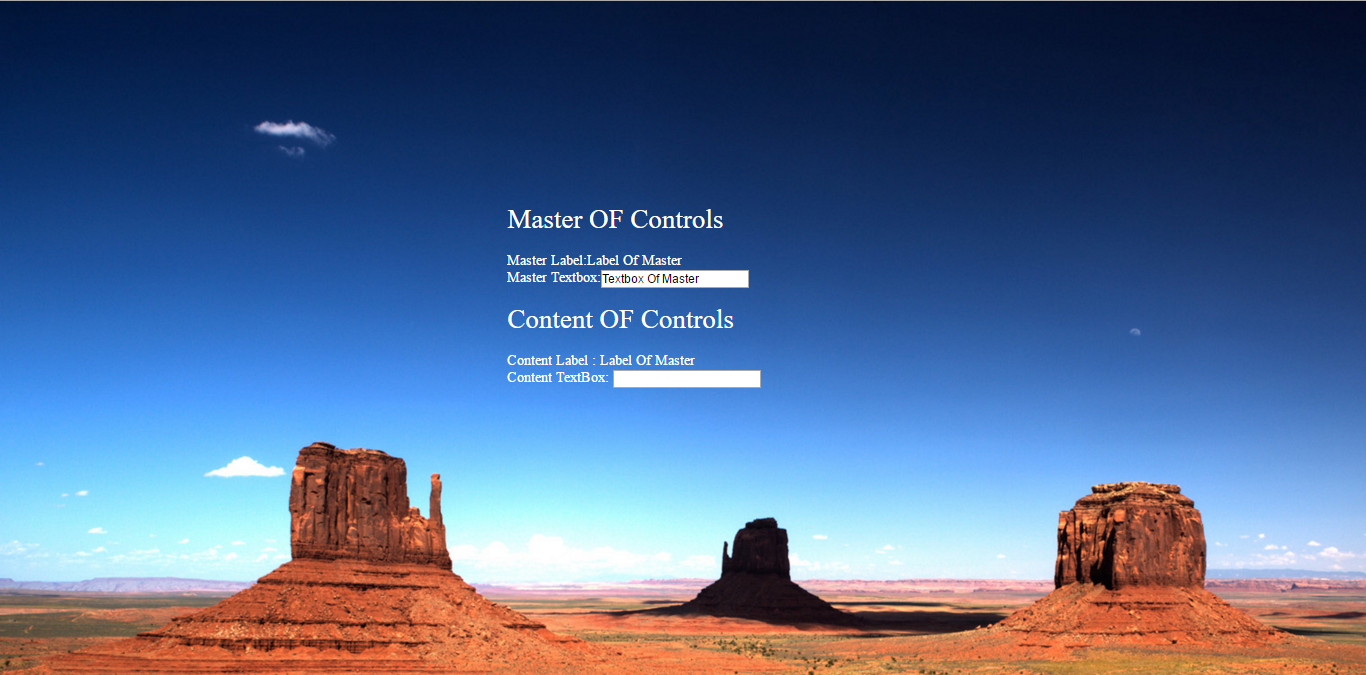 Master OF Controls
Master Label:Label Of Master
Master Textbox:Textbox Of Master
Content OF Controls
Content Label : Label Of Master
Content TextBox: